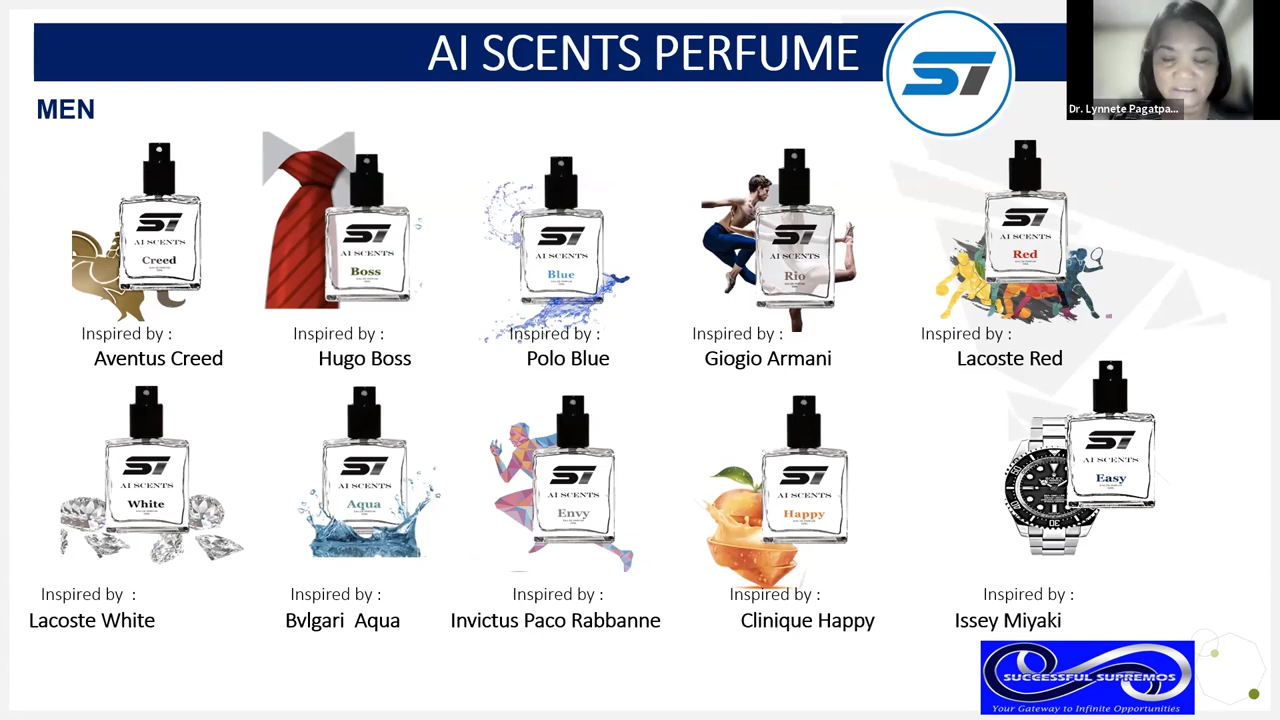 AI SCENTS PERFUME
ST
Dr. Lynnete Pagatpa...
MEN
ST
AI SCENTS
Creed
ST
AI SCENTS
Boss
ST
AI SCENTS
Blue
ST
AI SCENTS
Rio
ST
AI SCENTS
Red
Inspired by :
Aventus Creed
Inspired by :
Hugo Boss
Inspired by :
Polo Blue
Inspired by :
Giogio Armani
Inspired by :
Lacoste Red
ST
AI SCENTS
White
ST
AI SCENTS
Aqua
ST
AI SCENTS
Envy
ST
AI SCENTS
Happy
ST
AI SCENTS
Easy
Inspired by :
Lacoste White
Inspired by :
Bvlgari Aqua
Inspired by :
Invictus Paco Rabbanne
Inspired by :
Clinique Happy
Inspired by :
Issey Miyaki
SUCCESSFUL SUPREMOS
Your Gateway to Infinite Opportunities